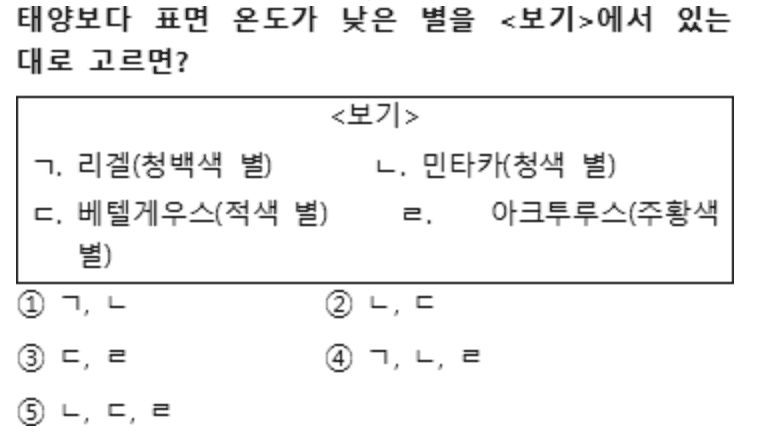 태양보다 표면 온도가 낮은 별을 <보기>에서 있는
대로 고르면?
<보기>
ㄱ. 리겔(청백색 별) ㄴ. 민타카(청색 별)
ㄷ. 베텔게우스(적색 별) ㄹ. 아크투루스(주황색
별)
① ㄱ, ㄴ ② ㄴ, ㄷ
③ ㄷ, ㄹ ④ ㄱ, ㄴ, ㄹ
⑤ ㄴ, ㄷ, ㄹ